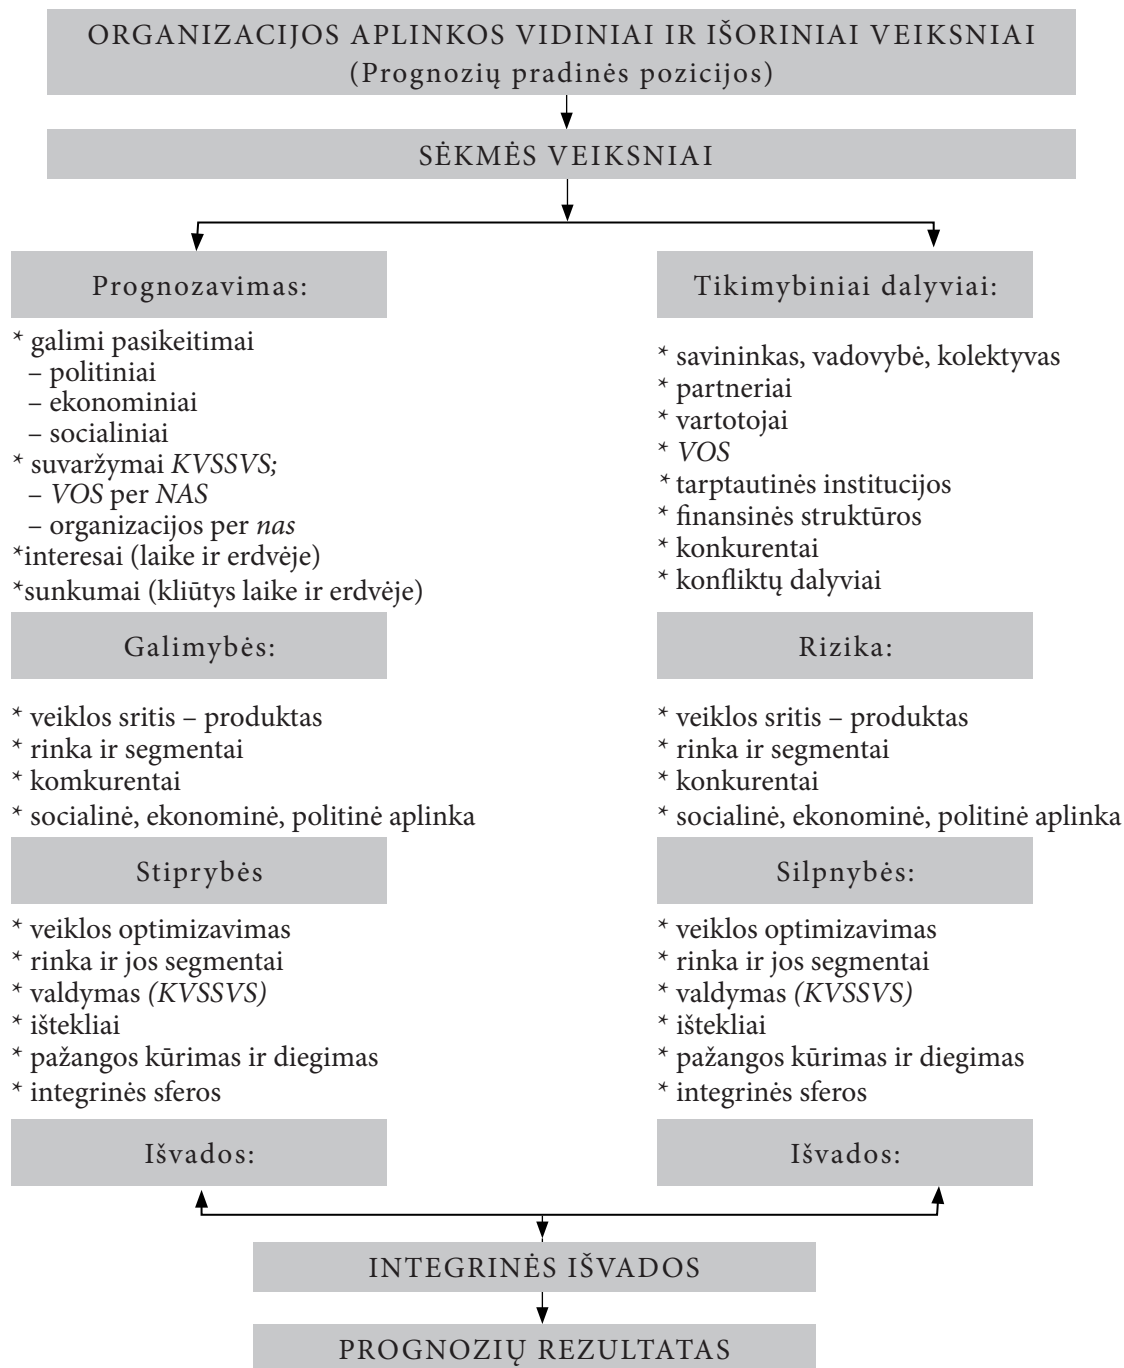 ORGANIZACIJOS APLINKOS VIDINIAI IR IŠORINIAI VEIKSNIAI
(Prognozių pradinės pozicijos)
SĖKMĖS VEIKSNIAI
Prognozavimas:
* galimi pasikeitimai
– politiniai
– ekonominiai
– socialiniai
* suvaržymai KVSSVS;
– VOS per NAS
– organizacijos per nas
*interesai (laike ir erdvėje)
*sunkumai (kliūtys laike ir erdvėje)
Tikimybiniai dalyviai:
* savininkas, vadovybė, kolektyvas
* partneriai
* vartotojai
* VOS
* tarptautinės institucijos
* finansinės struktūros
* konkurentai
* konfliktų dalyviai
Galimybės:
* veiklos sritis – produktas
* rinka ir segmentai
* komkurentai
* socialinė, ekonominė, politinė aplinka
Rizika:
* veiklos sritis – produktas
* rinka ir segmentai
* konkurentai
* socialinė, ekonominė, politinė aplinka
Stiprybės
* veiklos optimizavimas
* rinka ir jos segmentai
* valdymas (KVSSVS)
* ištekliai
* pažangos kūrimas ir diegimas
* integrinės sferos
Silpnybės:
* veiklos optimizavimas
* rinka ir jos segmentai
* valdymas (KVSSVS)
* ištekliai
* pažangos kūrimas ir diegimas
* integrinės sferos
Išvados:
Išvados:
INTEGRINĖS IŠVADOS
PROGNOZIŲ REZULTATAS